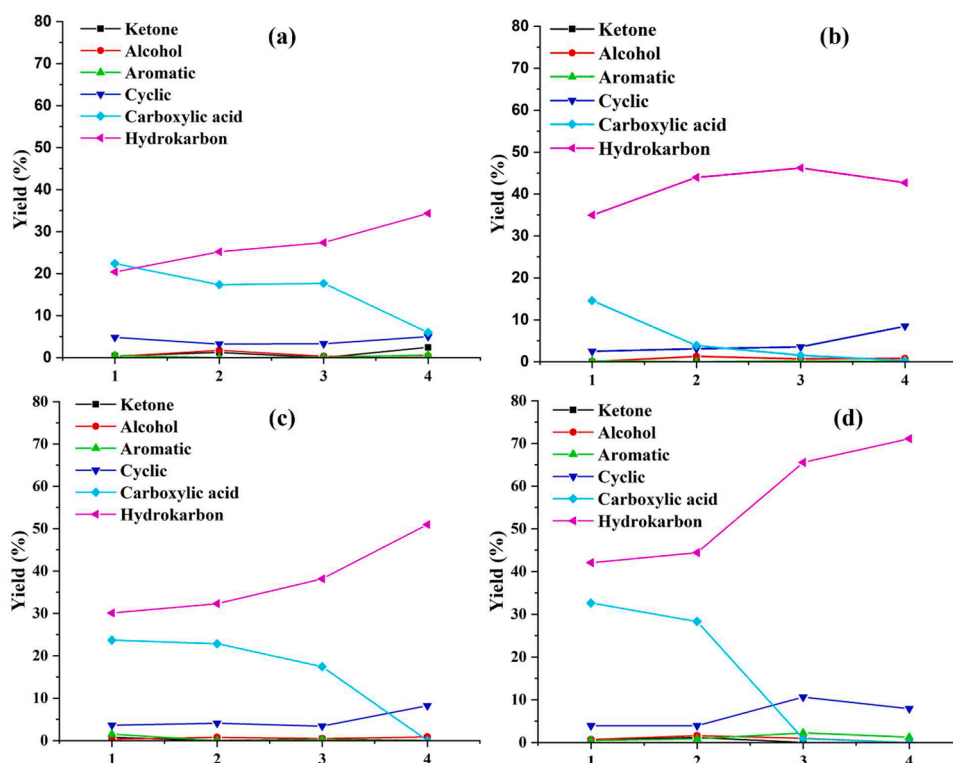 80
70
60
50
40
30
20
10
0
Yield (%)
Ketone
Alcohol
Aromatic
Cyclic
Carboxylic acid
Hydrokarbon
(a)
1 2 3 4
80
70
60
50
40
30
20
10
0
Yield (%)
Ketone
Alcohol
Aromatic
Cyclic
Carboxylic acid
Hydrokarbon
(b)
1 2 3 4
80
70
60
50
40
30
20
10
0
Yield (%)
Ketone
Alcohol
Aromatic
Cyclic
Carboxylic acid
Hydrokarbon
(c)
1 2 3 4
80
70
60
50
40
30
20
10
0
Yield (%)
Ketone
Alcohol
Aromatic
Cyclic
Carboxylic acid
Hydrokarbon
(d)
1 2 3 4